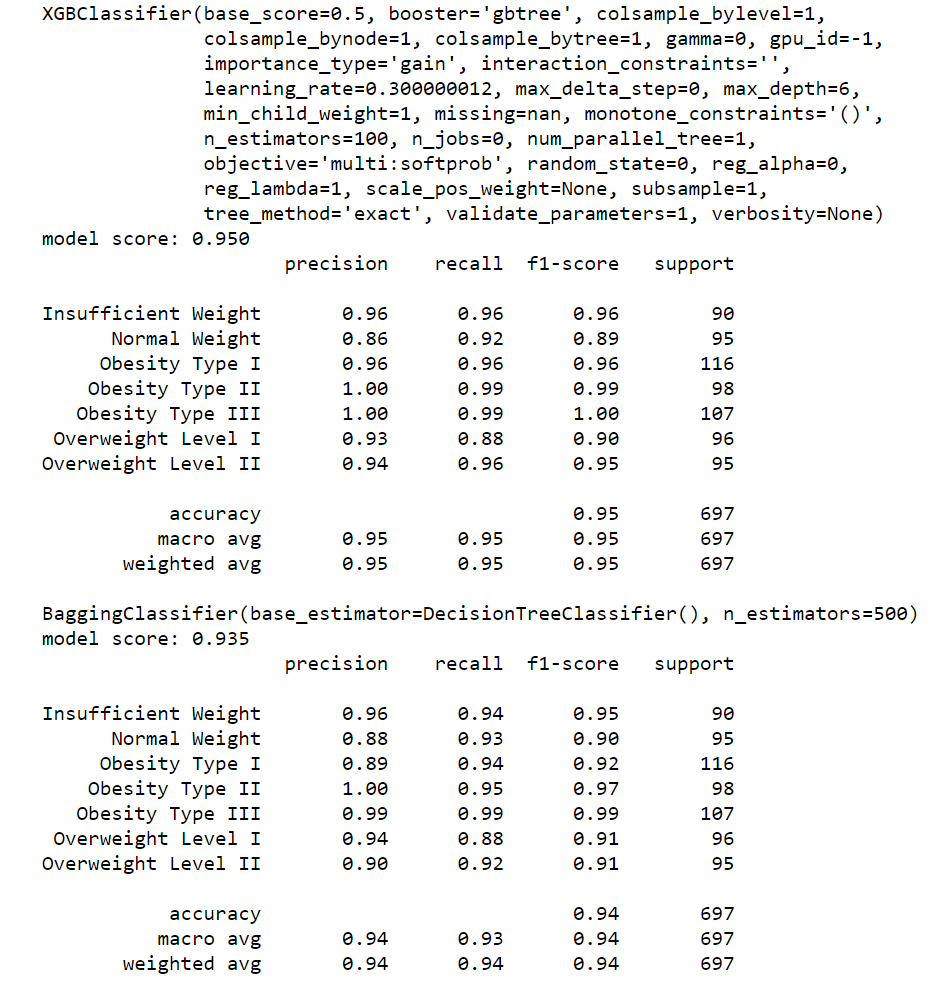 XGBClassifier(base_score=0.5, booster='gbtree', colsample_bylevel=1,
              colsample_bynode=1, colsample_bytree=1, gamma=0, gpu_id=-1,
              importance_type='gain', interaction_constraints='',
              learning_rate=0.300000012, max_delta_step=0, max_depth=6,
              min_child_weight=1, missing=nan, monotone_constraints='()',
              n_estimators=100, n_jobs=0, num_parallel_tree=1,
              objective='multi:softprob', random_state=0, reg_alpha=0,
              reg_lambda=1, scale_pos_weight=None, subsample=1,
              tree_method='exact', validate_parameters=1, verbosity=None)
model score: 0.950
                     precision    recall  f1-score   support

Insufficient Weight       0.96      0.96      0.96        90
      Normal Weight       0.86      0.92      0.89        95
     Obesity Type I       0.96      0.96      0.96       116
    Obesity Type II       1.00      0.99      0.99        98
   Obesity Type III       1.00      0.99      1.00       107
 Overweight Level I       0.93      0.88      0.90        96
Overweight Level II       0.94      0.96      0.95        95

           accuracy                           0.95       697
          macro avg       0.95      0.95      0.95       697
       weighted avg       0.95      0.95      0.95       697

BaggingClassifier(base_estimator=DecisionTreeClassifier(), n_estimators=500)
model score: 0.935
                     precision    recall  f1-score   support

Insufficient Weight       0.96      0.94      0.95        90
      Normal Weight       0.88      0.93      0.90        95
     Obesity Type I       0.89      0.94      0.92       116
    Obesity Type II       1.00      0.95      0.97        98
   Obesity Type III       0.99      0.99      0.99       107
 Overweight Level I       0.94      0.88      0.91        96
Overweight Level II       0.90      0.92      0.91        95

           accuracy                           0.94       697
          macro avg       0.94      0.93      0.94       697
       weighted avg       0.94      0.94      0.94       697